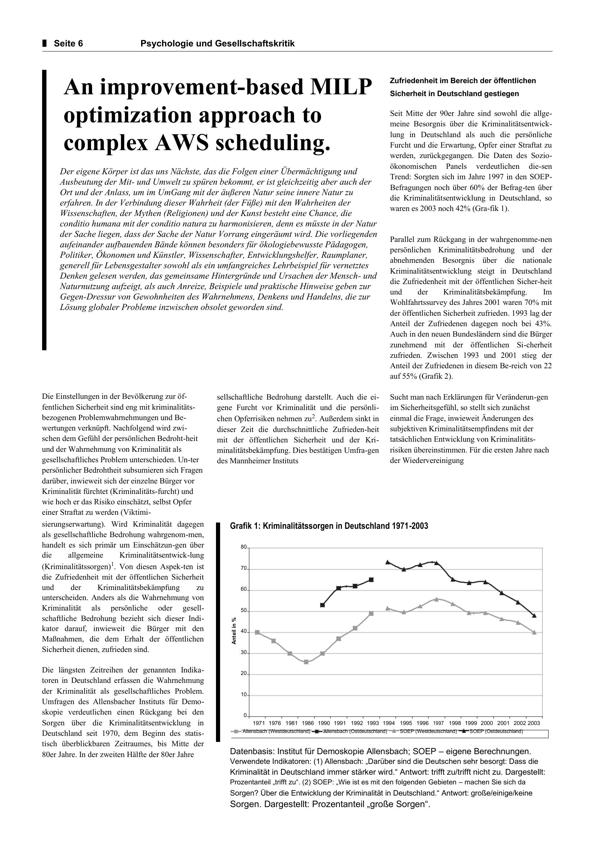 Seite 6
Psychologie und Gesellschaftskritik
An improvement-based MILP
optimization approach to
complex AWS scheduling.
Der eigene Körper ist das uns Nächste, das die Folgen einer Übermächtigung und
Ausbeutung der Mit- und Umwelt zu spüren bekommt, er ist gleichzeitig aber auch der
Ort und der Anlass, um im UmGang mit der äußeren Natur seine innere Natur zu
erfahren. In der Verbindung dieser Wahrheit (der Füße) mit den Wahrheiten der
Wissenschaften, der Mythen (Religionen) und der Kunst besteht eine Chance, die
conditio humana mit der conditio natura zu harmonisieren, denn es müsste in der Natur
der Sache liegen, dass der Sache der Natur Vorrang eingeräumt wird. Die vorliegenden
aufeinander aufbauenden Bände können besonders für ökologiebewusste Pädagogen,
Politiker, Ökonomen und Künstler, Wissenschafter, Entwicklungshelfer, Raumplaner,
generell für Lebensgestalter sowohl als ein umfangreiches Lehrbeispiel für vernetztes
Denken gelesen werden, das gemeinsame Hintergründe und Ursachen der Mensch- und
Naturnutzung aufzeigt, als auch Anreize, Beispiele und praktische Hinweise geben zur
Gegen-Dressur von Gewohnheiten des Wahrnehmens, Denkens und Handelns, die zur
Lösung globaler Probleme inzwischen obsolet geworden sind.
Zufriedenheit im Bereich der öffentlichen
Sicherheit in Deutschland gestiegen
Seit Mitte der 90er Jahre sind sowohl die allge-
meine Besorgnis über die Kriminalitätsentwick-
lung in Deutschland als auch die persönliche
Furcht und die Erwartung, Opfer einer Straftat zu
werden, zurückgegangen. Die Daten des Sozio-
ökonomischen Panels verdeutlichen die-sen
Trend: Sorgten sich im Jahre 1997 in den SOEP-
Befragungen noch über 60% der Befrag-ten über
die Kriminalitätsentwicklung in Deutschland, so
waren es 2003 noch 42% (Gra-fik 1).
Parallel zum Rückgang in der wahrgenomme-nen
persönlichen Kriminalitätsbedrohung und der
abnehmenden Besorgnis über die nationale
Kriminalitätsentwicklung steigt in Deutschland
die Zufriedenheit mit der öffentlichen Sicher-heit
und der Kriminalitätsbekämpfung. Im
Wohlfahrtssurvey des Jahres 2001 waren 70% mit
der öffentlichen Sicherheit zufrieden. 1993 lag der
Anteil der Zufriedenen dagegen noch bei 43%.
Auch in den neuen Bundesländern sind die Bürger
zunehmend mit der öffentlichen Si-cherheit
zufrieden. Zwischen 1993 und 2001 stieg der
Anteil der Zufriedenen in diesem Be-reich von 22
auf 55% (Grafik 2).
Die Einstellungen in der Bevölkerung zur öf-
fentlichen Sicherheit sind eng mit kriminalitäts-
bezogenen Problemwahrnehmungen und Be-
wertungen verknüpft. Nachfolgend wird zwi-
schen dem Gefühl der persönlichen Bedroht-heit
und der Wahrnehmung von Kriminalität als
gesellschaftliches Problem unterschieden. Un-ter
persönlicher Bedrohtheit subsumieren sich Fragen
darüber, inwieweit sich der einzelne Bürger vor
Kriminalität fürchtet (Kriminalitäts-furcht) und
wie hoch er das Risiko einschätzt, selbst Opfer
einer Straftat zu werden (Viktimi-
sierungserwartung). Wird Kriminalität dagegen
als gesellschaftliche Bedrohung wahrgenom-men,
handelt es sich primär um Einschätzun-gen über
die allgemeine Kriminalitätsentwick-lung
(Kriminalitätssorgen)1. Von diesen Aspek-ten ist
die Zufriedenheit mit der öffentlichen Sicherheit
und der Kriminalitätsbekämpfung zu
unterscheiden. Anders als die Wahrnehmung von
Kriminalität als persönliche oder gesell-
schaftliche Bedrohung bezieht sich dieser Indi-
kator darauf, inwieweit die Bürger mit den
Maßnahmen, die dem Erhalt der öffentlichen
Sicherheit dienen, zufrieden sind.
Die längsten Zeitreihen der genannten Indika-
toren in Deutschland erfassen die Wahrnehmung
der Kriminalität als gesellschaftliches Problem.
Umfragen des Allensbacher Instituts für Demo-
skopie verdeutlichen einen Rückgang bei den
Sorgen über die Kriminalitätsentwicklung in
Deutschland seit 1970, dem Beginn des statis-
tisch überblickbaren Zeitraumes, bis Mitte der
80er Jahre. In der zweiten Hälfte der 80er Jahre
sellschaftliche Bedrohung darstellt. Auch die ei-
gene Furcht vor Kriminalität und die persönli-
chen Opferrisiken nehmen zu2. Außerdem sinkt in
dieser Zeit die durchschnittliche Zufrieden-heit
mit der öffentlichen Sicherheit und der Kri-
minalitätsbekämpfung. Dies bestätigen Umfra-gen
des Mannheimer Instituts
Sucht man nach Erklärungen für Veränderun-gen
im Sicherheitsgefühl, so stellt sich zunächst
einmal die Frage, inwieweit Änderungen des
subjektiven Kriminalitätsempfindens mit der
tatsächlichen Entwicklung von Kriminalitäts-
risiken übereinstimmen. Für die ersten Jahre nach
der Wiedervereinigung
Grafik 1: Kriminalitätssorgen in Deutschland 1971-2003
Anteil in %
80
70
60
50
40
30
20
10
0
1971 1976 1981 1986 1990 1991 1992 1993 1994 1995 1996 1997 1998 1999 2000 2001 2002 2003
Allensbach (Westdeutschland) Allensbach (Ostdeutschland) SOEP (Westdeutschland) SOEP (Ostdeutschland)
Datenbasis: Institut für Demoskopie Allensbach; SOEP – eigene Berechnungen.
Verwendete Indikatoren: (1) Allensbach: „Darüber sind die Deutschen sehr besorgt: Dass die
Kriminalität in Deutschland immer stärker wird.“ Antwort: trifft zu/trifft nicht zu. Dargestellt:
Prozentanteil „trifft zu“. (2) SOEP: „Wie ist es mit den folgenden Gebieten – machen Sie sich da
Sorgen? Über die Entwicklung der Kriminalität in Deutschland.“ Antwort: große/einige/keine
Sorgen. Dargestellt: Prozentanteil „große Sorgen“.